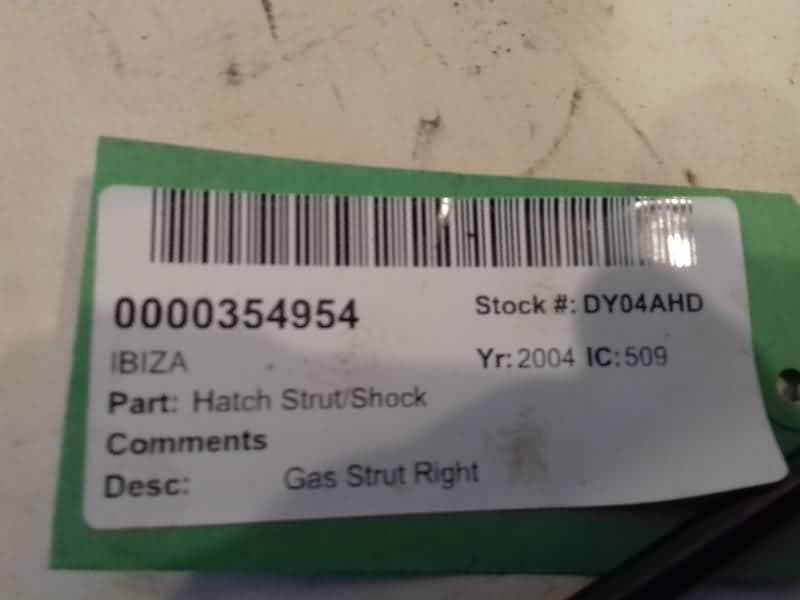 0000354954 Stock #: DY04AHD
IBIZA Yr: 2004 IC: 509
Part: Hatch Strut/Shock
Comments
Desc: Gas Strut Right